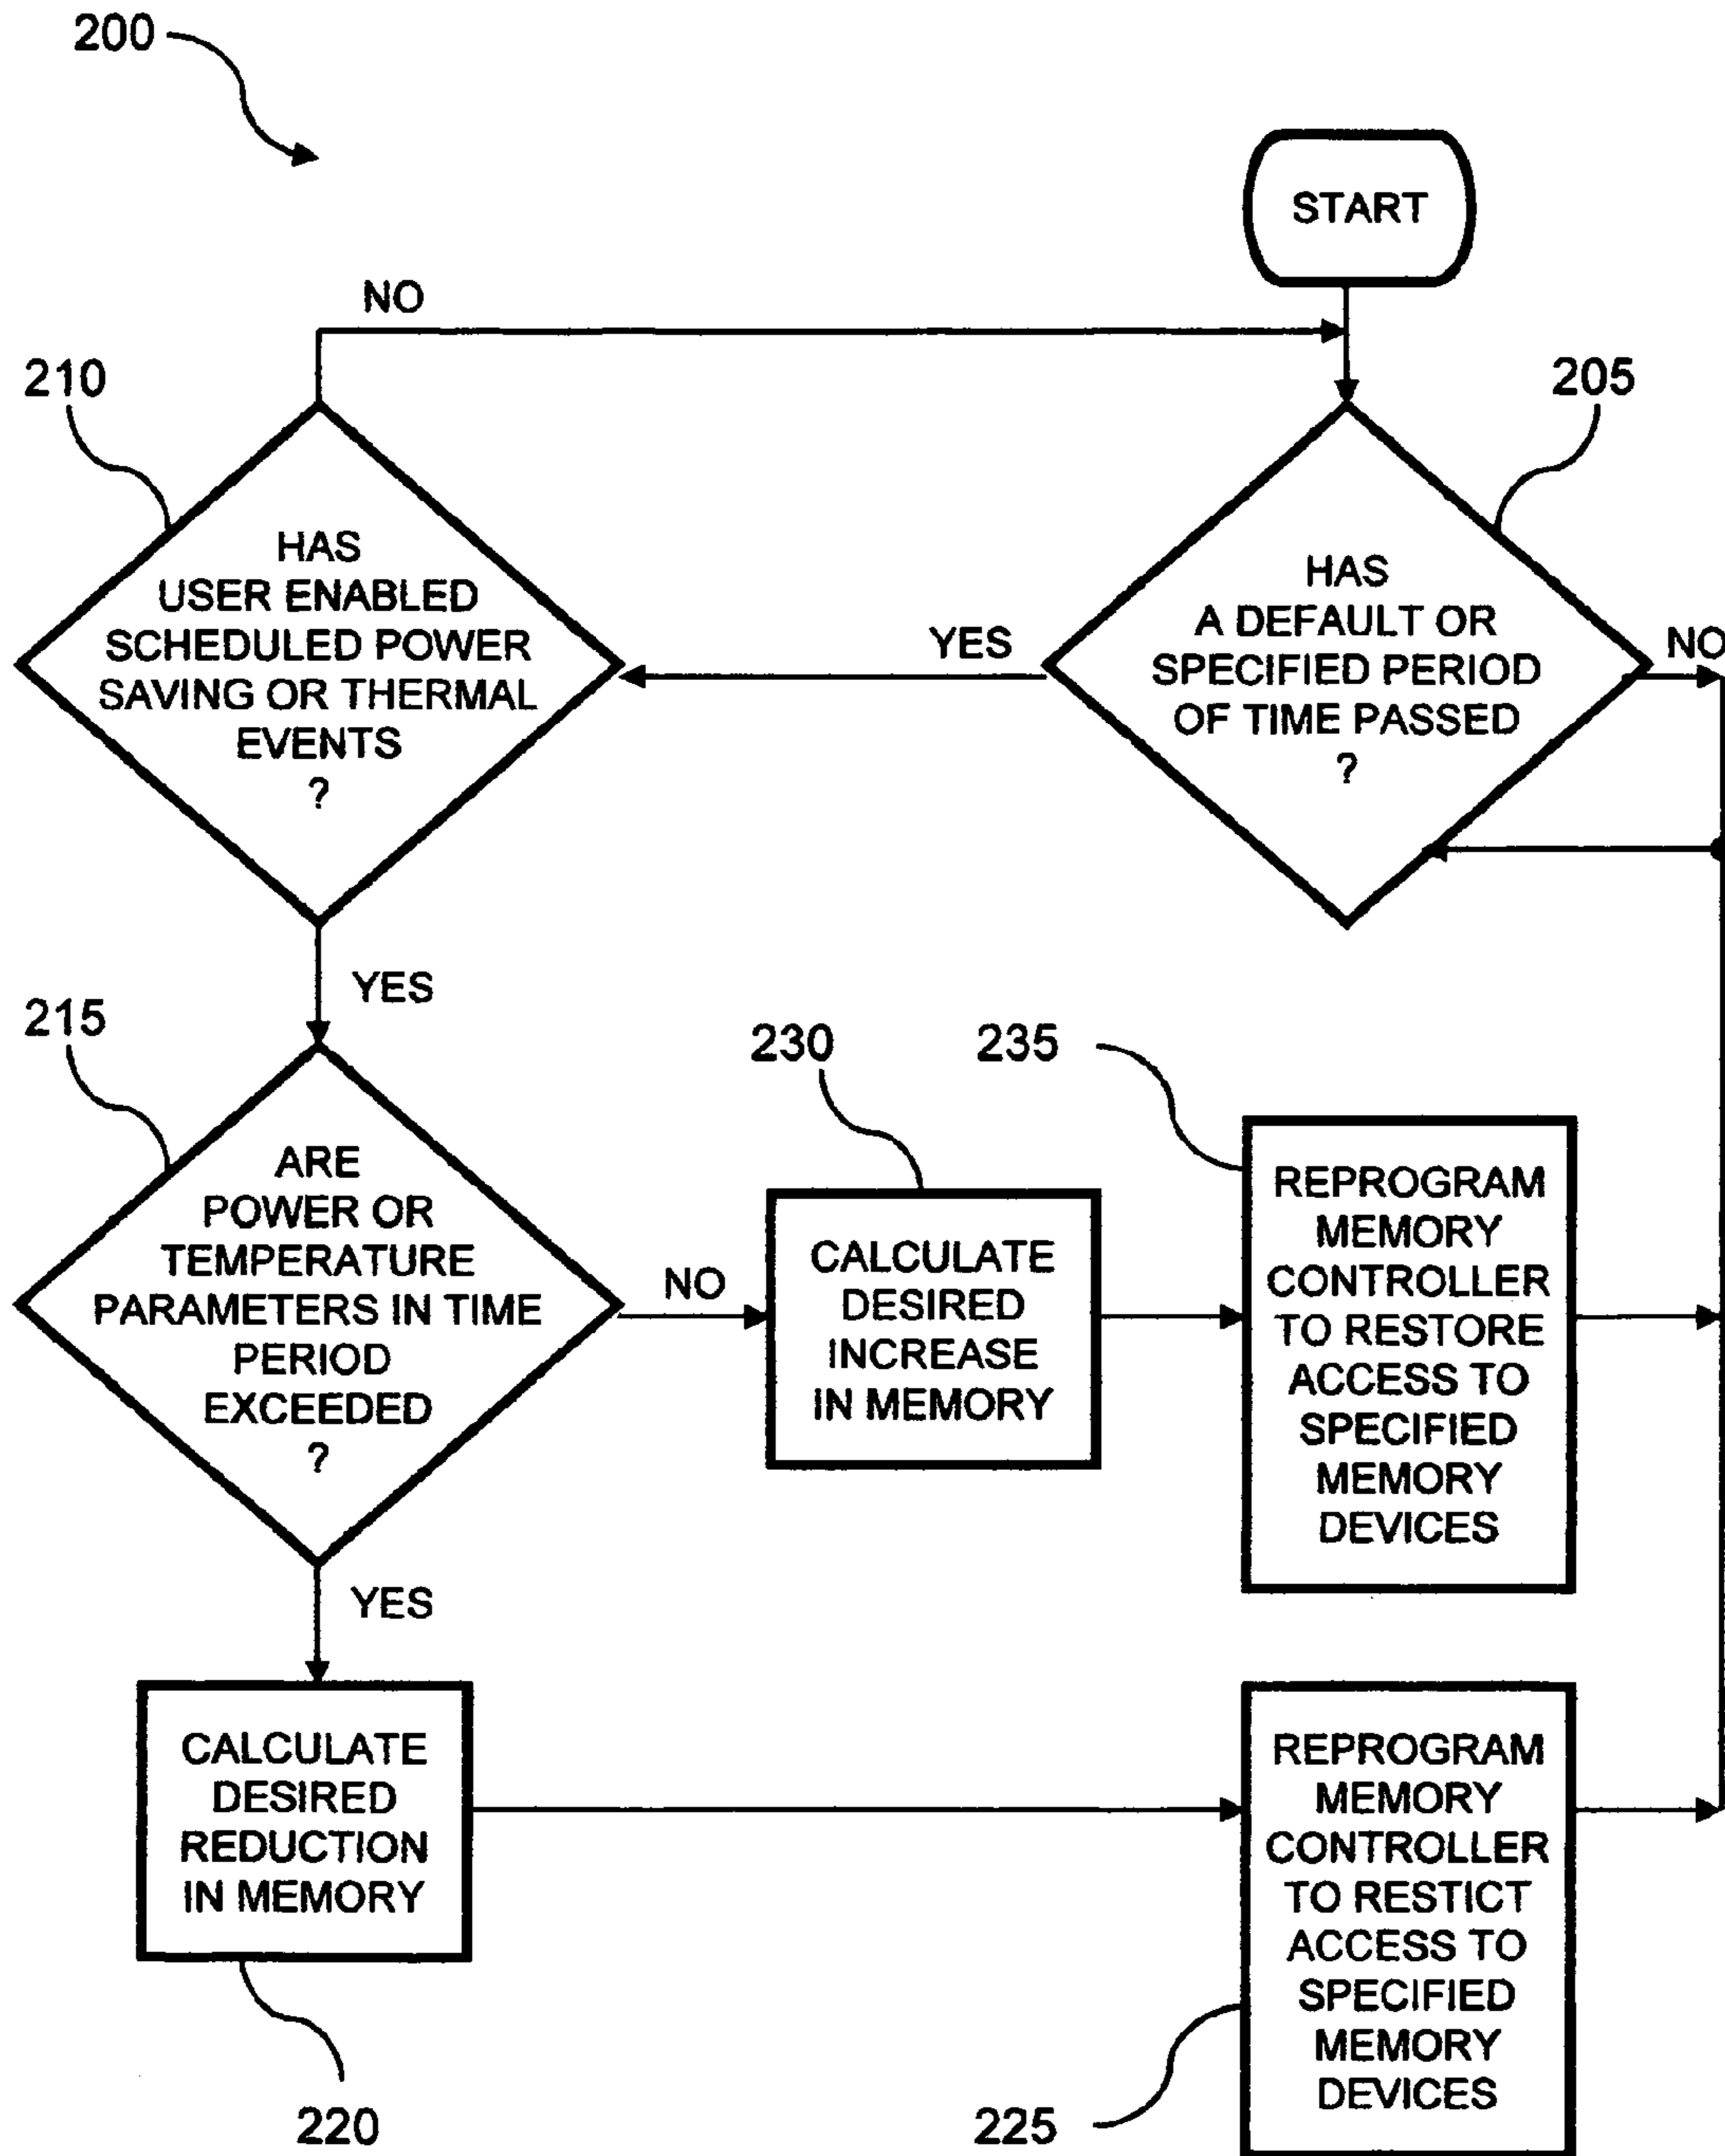 200
START
NO
210
205
HAS
USER ENABLED
SCHEDULED POWER
SAVING OR THERMAL
EVENTS
?
YES
HAS
A DEFAULT OR
SPECIFIED PERIOD
OF TIME PASSED
?
NO
YES
215
230
235
ARE
POWER OR
TEMPERATURE
PARAMETERS IN TIME
PERIOD
EXCEEDED
?
NO
CALCULATE
DESIRED
INCREASE
IN MEMORY
REPROGRAM
MEMORY
CONTROLLER
TO RESTORE
ACCESS TO
SPECIFIED
MEMORY
DEVICES
YES
CALCULATE
DESIRED
REDUCTION
IN MEMORY
REPROGRAM
MEMORY
CONTROLLER
TO RESTICT
ACCESS TO
SPECIFIED
MEMORY
DEVICES
220
225